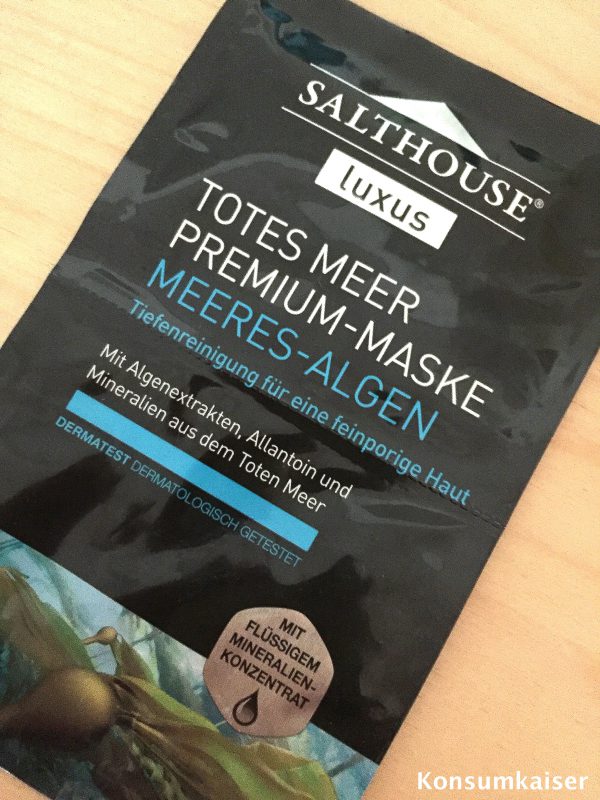 SALTHOUSE®
luxus
TOTES MEER
PREMIUM-MASKE
MEERES-ALGEN
Tiefenreinigung für eine feinporige Haut
Mit Algenextrakten, Allantoin und
Mineralien aus dem Toten Meer
DERMATEST DERMATOLOGISCH GETESTET
MIT
FLÜSSIGEM
MINERALIEN-
KONZENTRAT
Konsumkaiser